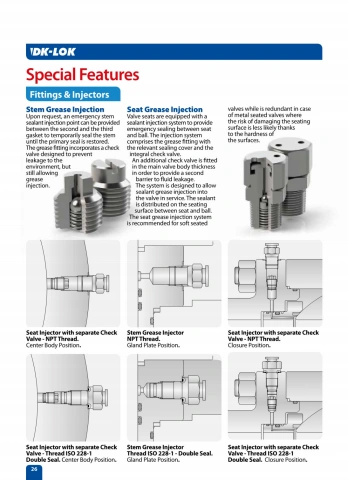 DK-LOK
Special Features
Fittings & Injectors
Stem Grease Injection
Upon request, an emergency stem
sealant injection point can be provided
between the second and the third
gasket to temporarily seal the stem
until the primary seal is restored.
The grease fitting incorporates a check
valve designed to prevent
leakage to the
environment, but
still allowing
grease
injection.
Seat Grease Injection
Valve seats are equipped with a
sealant injection system to provide
emergency sealing between seat
and ball. The injection system
comprises the grease fitting with
the relevant sealing cover and the
integral check valve.
An additional check valve is fitted
in the main valve body thickness
in order to provide a second
barrier to fluid leakage.
The system is designed to allow
sealant grease injection into
the valve in service. The sealant
is distributed on the seating
surface between seat and ball.
The seat grease injection system
is recommended for soft seated
valves while is redundant in case
of metal seated valves where
the risk of damaging the seating
surface is less likely thanks
to the hardness of
the surfaces.
Seat Injector with separate Check
Valve - NPT Thread.
Center Body Position.
Stem Grease Injector
NPT Thread.
Gland Plate Position.
Seat Injector with separate Check
Valve - NPT Thread.
Closure Position.
Seat Injector with separate Check
Valve - Thread ISO 228-1
Double Seal. Center Body Position.
Stem Grease Injector
Thread ISO 228-1 - Double Seal.
Gland Plate Position.
Seat Injector with separate Check
Valve - Thread ISO 228-1
Double Seal. Closure Position.
26